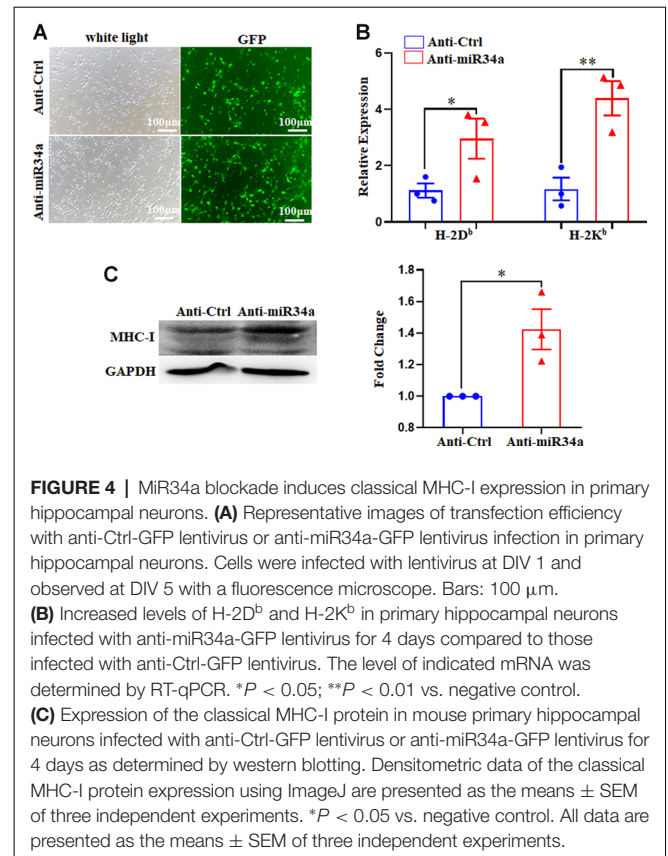 A
white light GFP
Anti-Ctrl
100μm 100μm
Anti-miR34a
100μm 100μm
B
Anti-Ctrl
Anti-miR34a
Relative Expression
6
4
2
0
* **
H-2Dᵇ H-2Kᵇ
C
Anti-Ctrl Anti-miR34a
MHC-I
GAPDH
Fold Change
1.8
1.6
1.4
1.2
1.0
0.8
*
Anti-Ctrl Anti-miR34a
FIGURE 4 | MiR34a blockade induces classical MHC-I expression in primary
hippocampal neurons. (A) Representative images of transfection efficiency
with anti-Ctrl-GFP lentivirus or anti-miR34a-GFP lentivirus infection in primary
hippocampal neurons. Cells were infected with lentivirus at DIV 1 and
observed at DIV 5 with a fluorescence microscope. Bars: 100 μm.
(B) Increased levels of H-2Dᵇ and H-2Kᵇ in primary hippocampal neurons
infected with anti-miR34a-GFP lentivirus for 4 days compared to those
infected with anti-Ctrl-GFP lentivirus. The level of indicated mRNA was
determined by RT-qPCR. *P < 0.05; **P < 0.01 vs. negative control.
(C) Expression of the classical MHC-I protein in mouse primary hippocampal
neurons infected with anti-Ctrl-GFP lentivirus or anti-miR34a-GFP lentivirus for
4 days as determined by western blotting. Densitometric data of the classical
MHC-I protein expression using ImageJ are presented as the means ± SEM
of three independent experiments. *P < 0.05 vs. negative control. All data are
presented as the means ± SEM of three independent experiments.